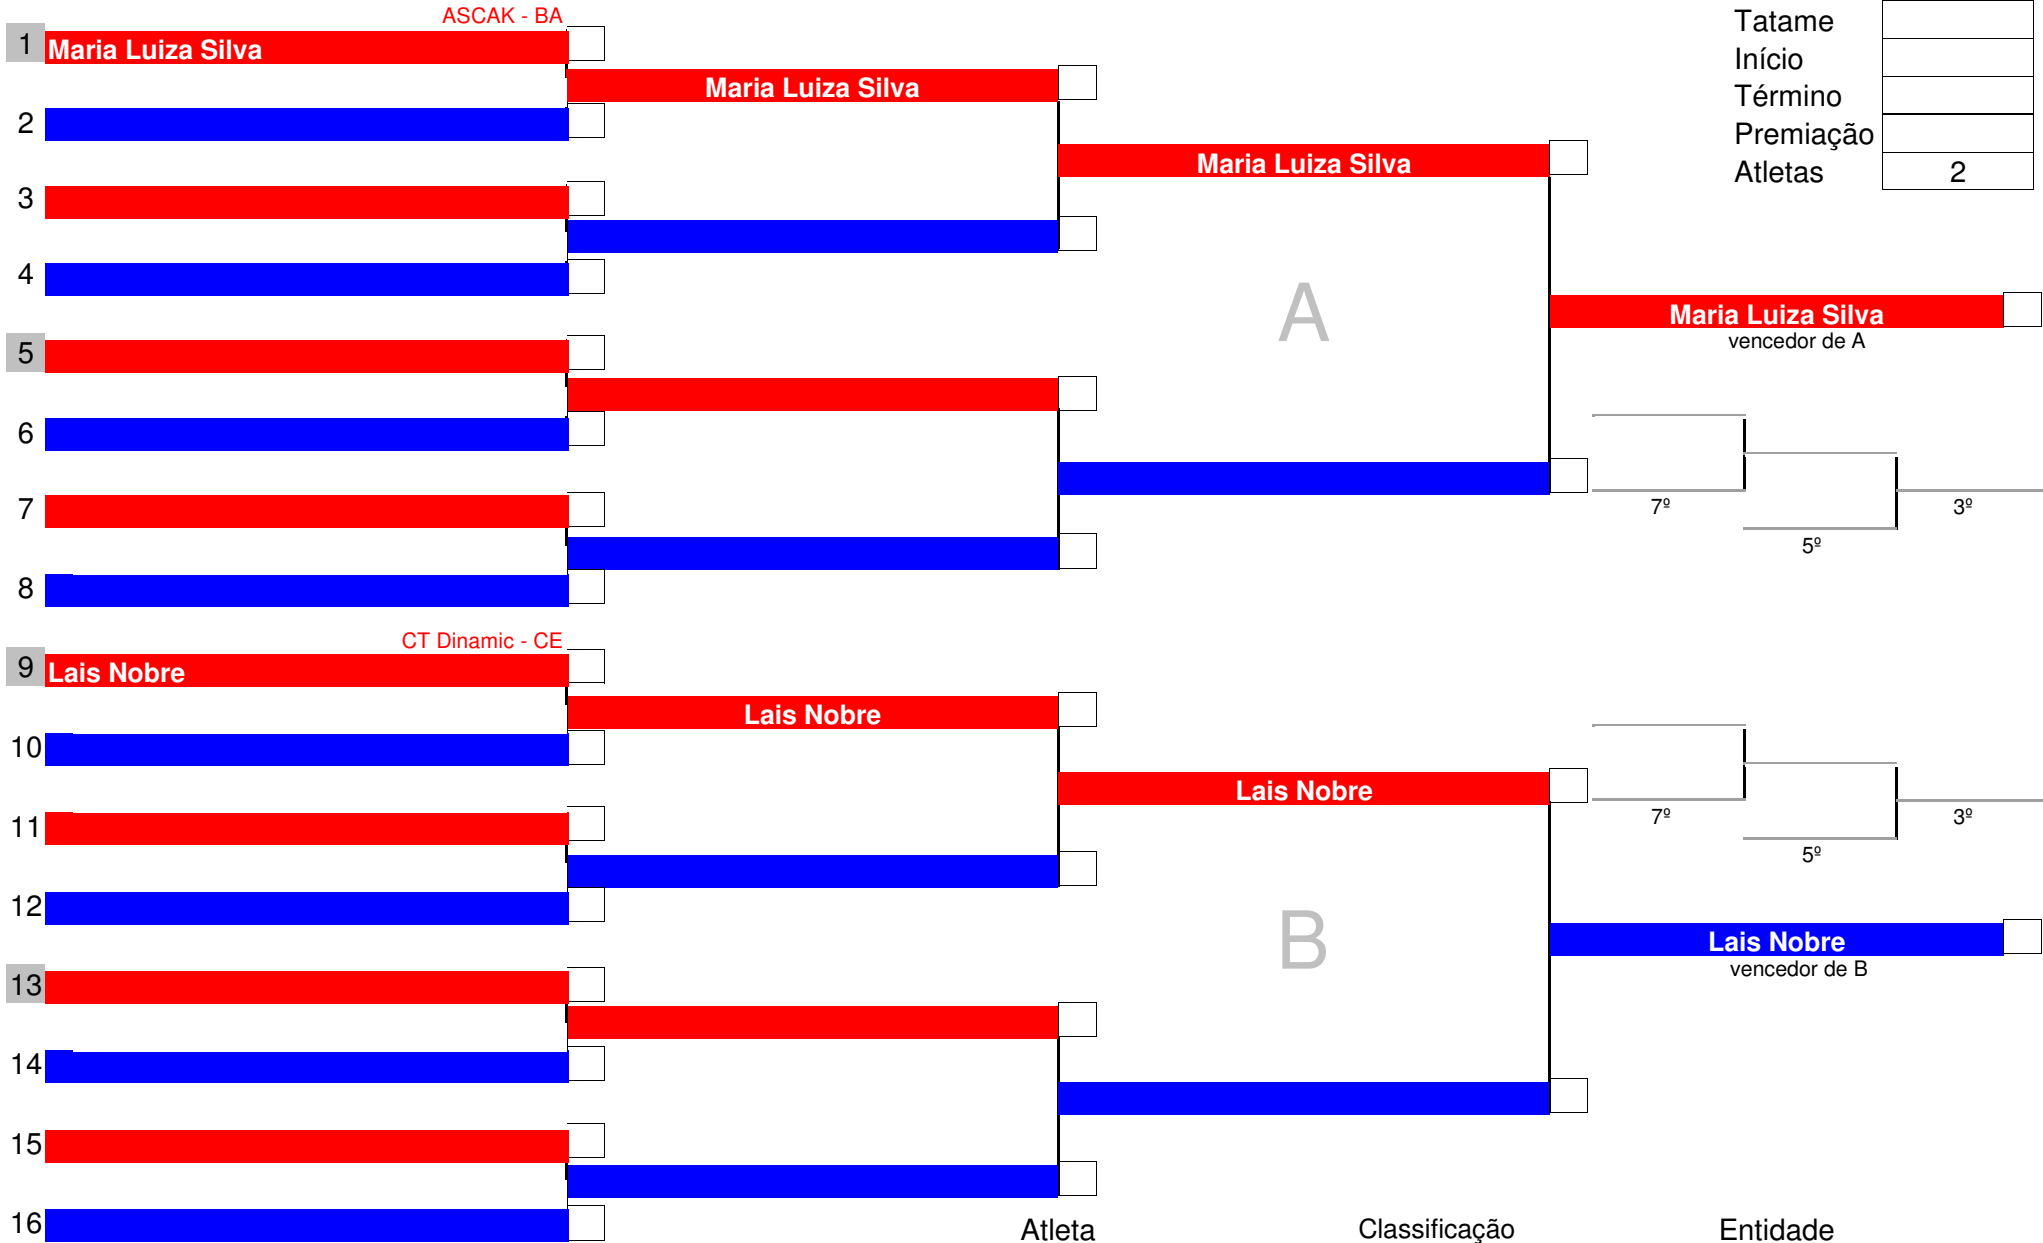 ASCAK - BA
1 Maria Luiza Silva
Maria Luiza Silva
2
Maria Luiza Silva
3
4
A
Maria Luiza Silva
vencedor de A
5
6
7
7º
3º
5º
8
CT Dinamic - CE
9 Lais Nobre
Lais Nobre
10
Lais Nobre
11
7º
3º
5º
12
B
Lais Nobre
vencedor de B
13
14
15
16
Tatame
Início
Término
Premiação
Atletas 2
Atleta Classificação Entidade